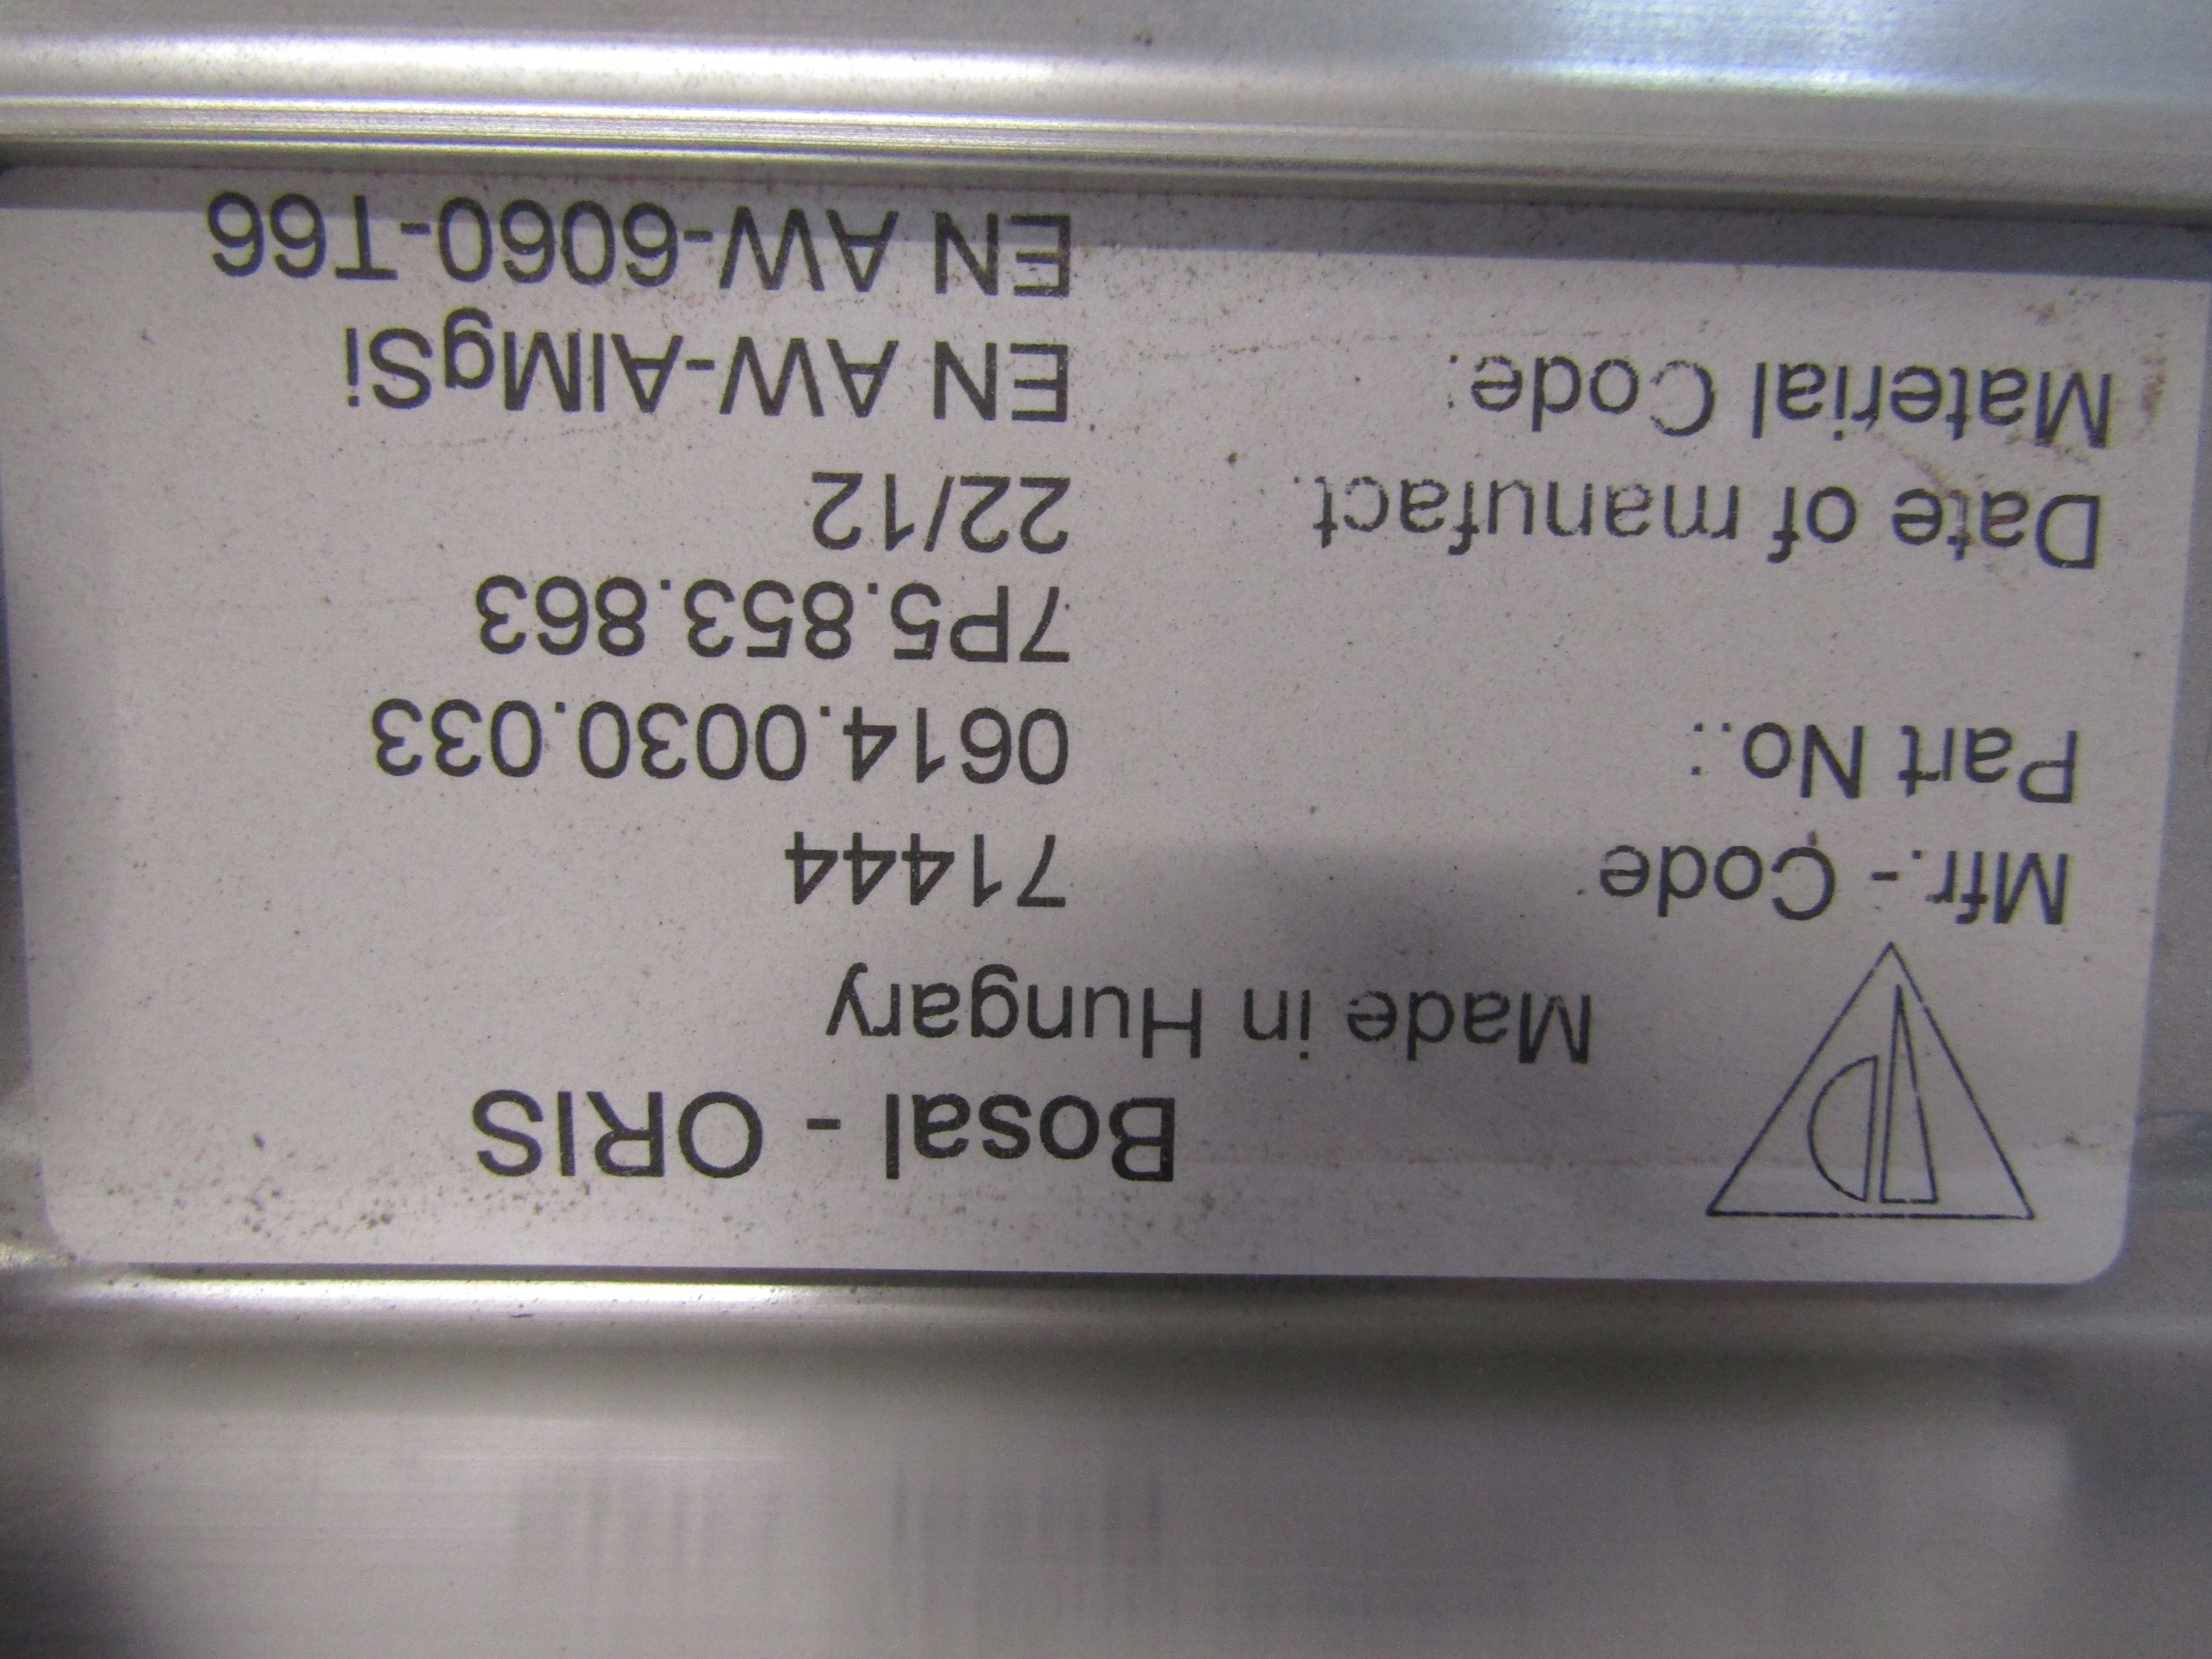 Bosal - ORIS
Made in Hungary
Mfr.- Code 71444
Part No.: 0614.0030.033
7P5.853.863
Date of manufact. 22/12
Material Code: EN AW-AlMgSi
EN AW-6060-T66